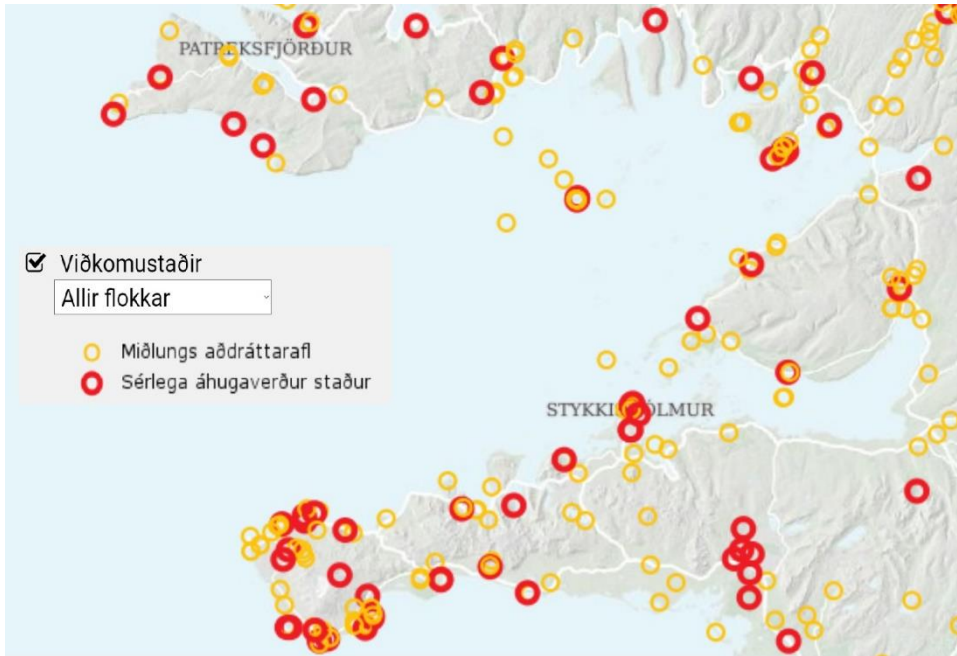 PATREKSFJÖRÐUR
Viðkomustaðir
Allir flokkar
Miðlungs aðdráttarafl
Sérlega áhugaverður staður
STYKKISHÓLMUR